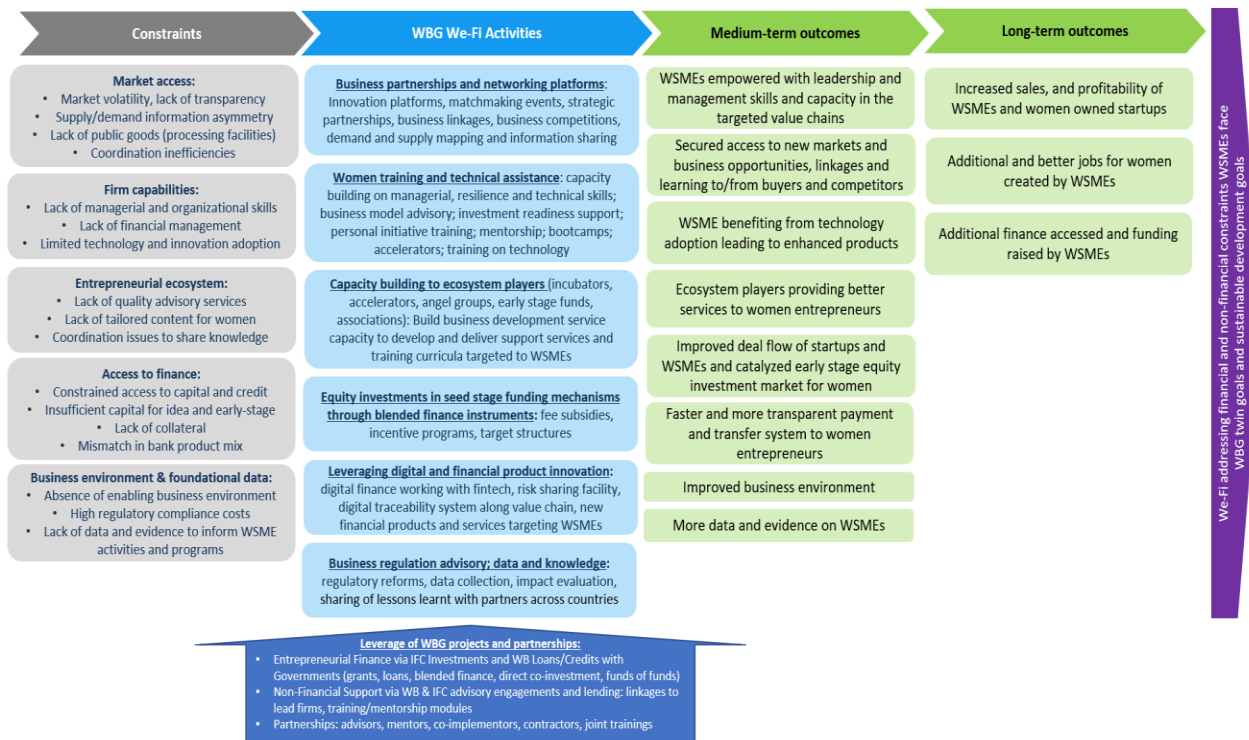 Constraints
Market access:
• Market volatility, lack of transparency
• Supply/demand information asymmetry
• Lack of public goods (processing facilities)
• Coordination inefficiencies
Firm capabilities:
• Lack of managerial and organizational skills
• Lack of financial management
• Limited technology and innovation adoption
Entrepreneurial ecosystem:
• Lack of quality advisory services
• Lack of tailored content for women
• Coordination issues to share knowledge
Access to finance:
• Constrained access to capital and credit
• Insufficient capital for idea and early-stage
• Lack of collateral
• Mismatch in bank product mix
Business environment & foundational data:
• Absence of enabling business environment
• High regulatory compliance costs
• Lack of data and evidence to inform WSME
activities and programs
WBG We-Fi Activities
Business partnerships and networking platforms:
Innovation platforms, matchmaking events, strategic
partnerships, business linkages, business competitions,
demand and supply mapping and information sharing
Women training and technical assistance: capacity
building on managerial, resilience and technical skills;
business model advisory; investment readiness support;
personal initiative training; mentorship; bootcamps;
accelerators; training on technology
Capacity building to ecosystem players (incubators,
accelerators, angel groups, early stage funds,
associations): Build business development service
capacity to develop and deliver support services and
training curricula targeted to WSMEs
Equity investments in seed stage funding mechanisms
through blended finance instruments: fee subsidies,
incentive programs, target structures
Leveraging digital and financial product innovation:
digital finance working with fintech, risk sharing facility,
digital traceability system along value chain, new
financial products and services targeting WSMEs
Business regulation advisory; data and knowledge:
regulatory reforms, data collection, impact evaluation,
sharing of lessons learnt with partners across countries
Leverage of WBG projects and partnerships:
• Entrepreneurial Finance via IFC Investments and WB Loans/Credits with
Governments (grants, loans, blended finance, direct co-investment, funds of funds)
• Non-Financial Support via WB & IFC advisory engagements and lending: linkages to
lead firms, training/mentorship modules
• Partnerships: advisors, mentors, co-implementors, contractors, joint trainings
Medium-term outcomes
WSMEs empowered with leadership and
management skills and capacity in the
targeted value chains
Secured access to new markets and
business opportunities, linkages and
learning to/from buyers and competitors
WSME benefiting from technology
adoption leading to enhanced products
Ecosystem players providing better
services to women entrepreneurs
Improved deal flow of startups and
WSMEs and catalyzed early stage equity
investment market for women
Faster and more transparent payment
and transfer system to women
entrepreneurs
Improved business environment
More data and evidence on WSMEs
Long-term outcomes
Increased sales, and profitability of
WSMEs and women owned startups
Additional and better jobs for women
created by WSMEs
Additional finance accessed and funding
raised by WSMEs
We-Fi addressing financial and non-financial constraints WSMEs face
WBG twin goals and sustainable development goals